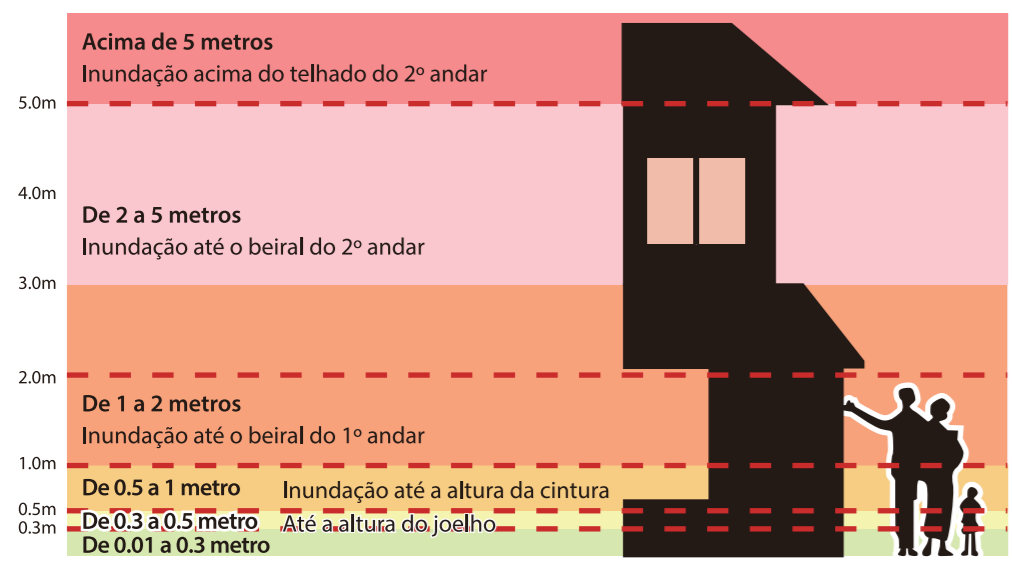 Acima de 5 metros
Inundação acima do telhado do 2º andar
5.0m
4.0m
De 2 a 5 metros
Inundação até o beiral do 2º andar
3.0m
2.0m
De 1 a 2 metros
Inundação até o beiral do 1º andar
1.0m
De 0.5 a 1 metro Inundação até a altura da cintura
0.5m
De 0.3 a 0.5 metro Até a altura do joelho
0.3m
De 0.01 a 0.3 metro